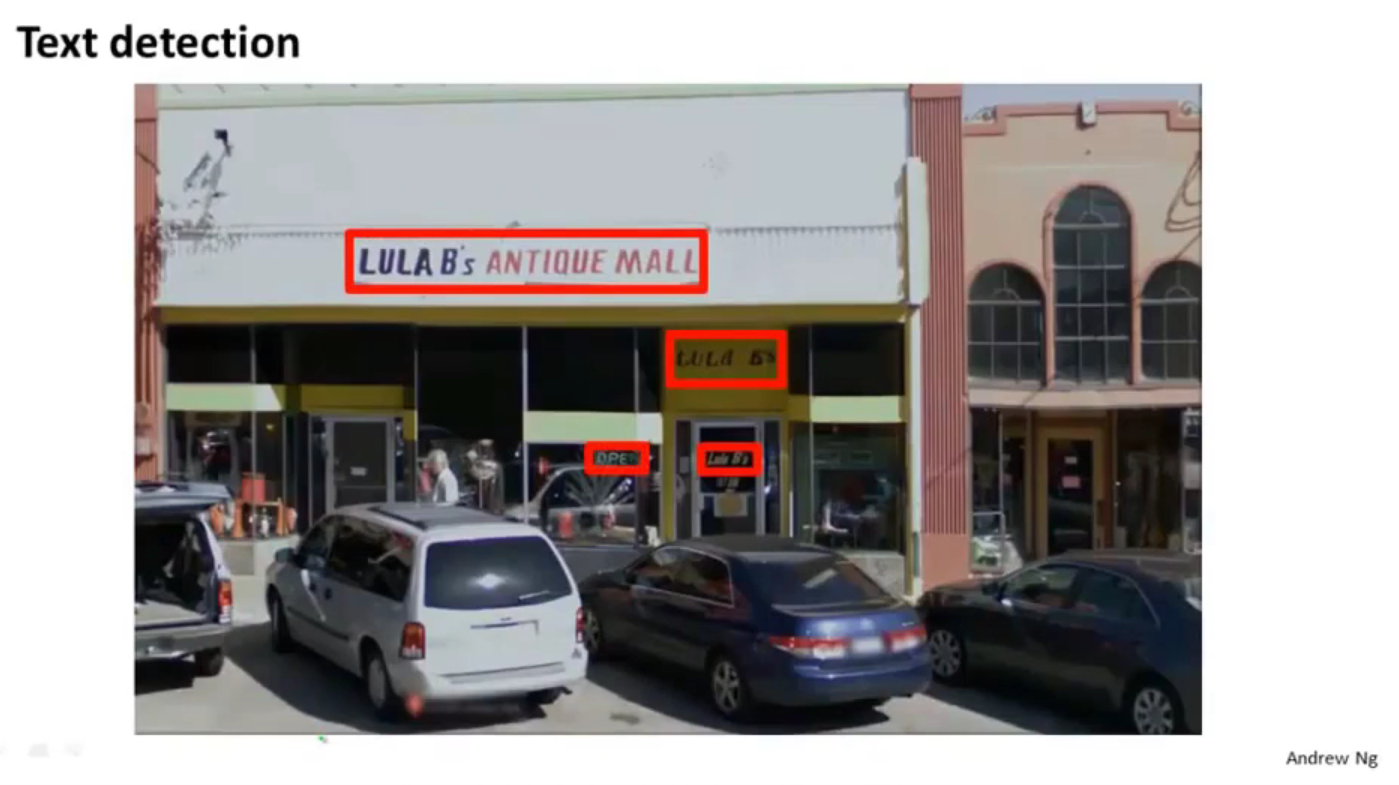 Text detection
LULA B's ANTIQUE MALL
LULA B's
OPEN
Lula B's
Andrew Ng